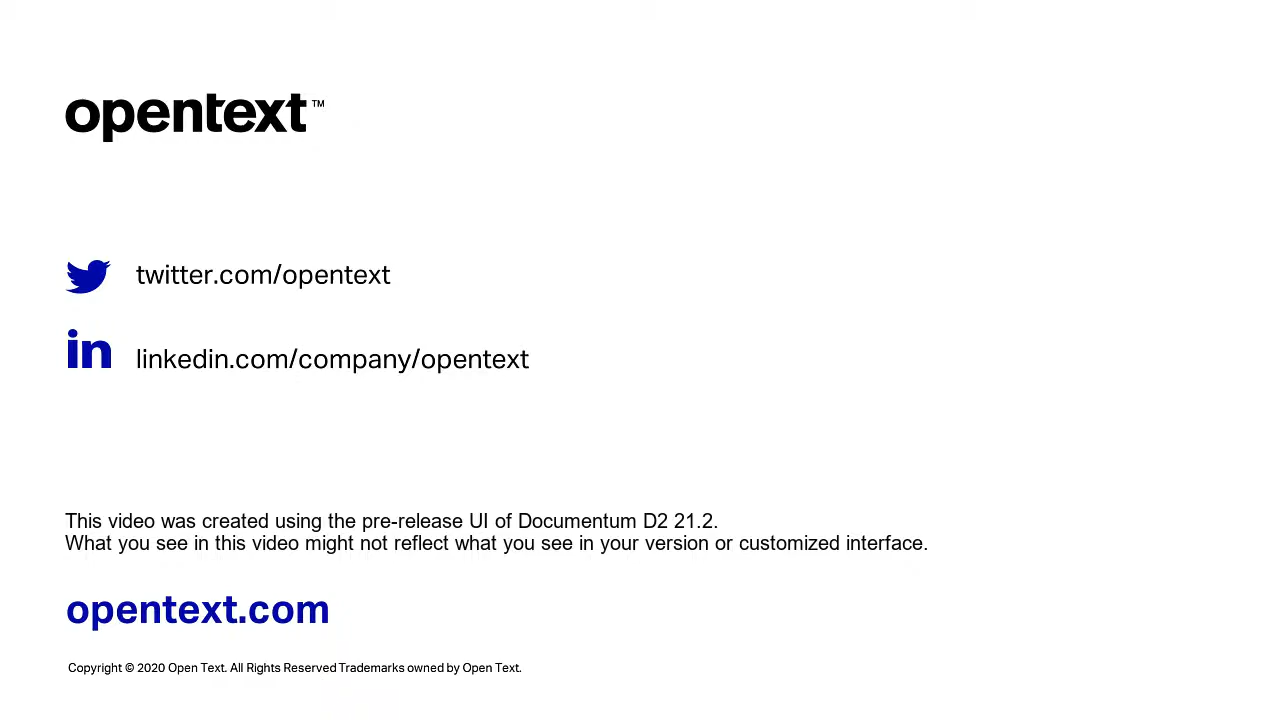 opentext™
twitter.com/opentext
in
linkedin.com/company/opentext
This video was created using the pre-release UI of Documentum D2 21.2.
What you see in this video might not reflect what you see in your version or customized interface.
opentext.com
Copyright © 2020 Open Text. All Rights Reserved Trademarks owned by Open Text.